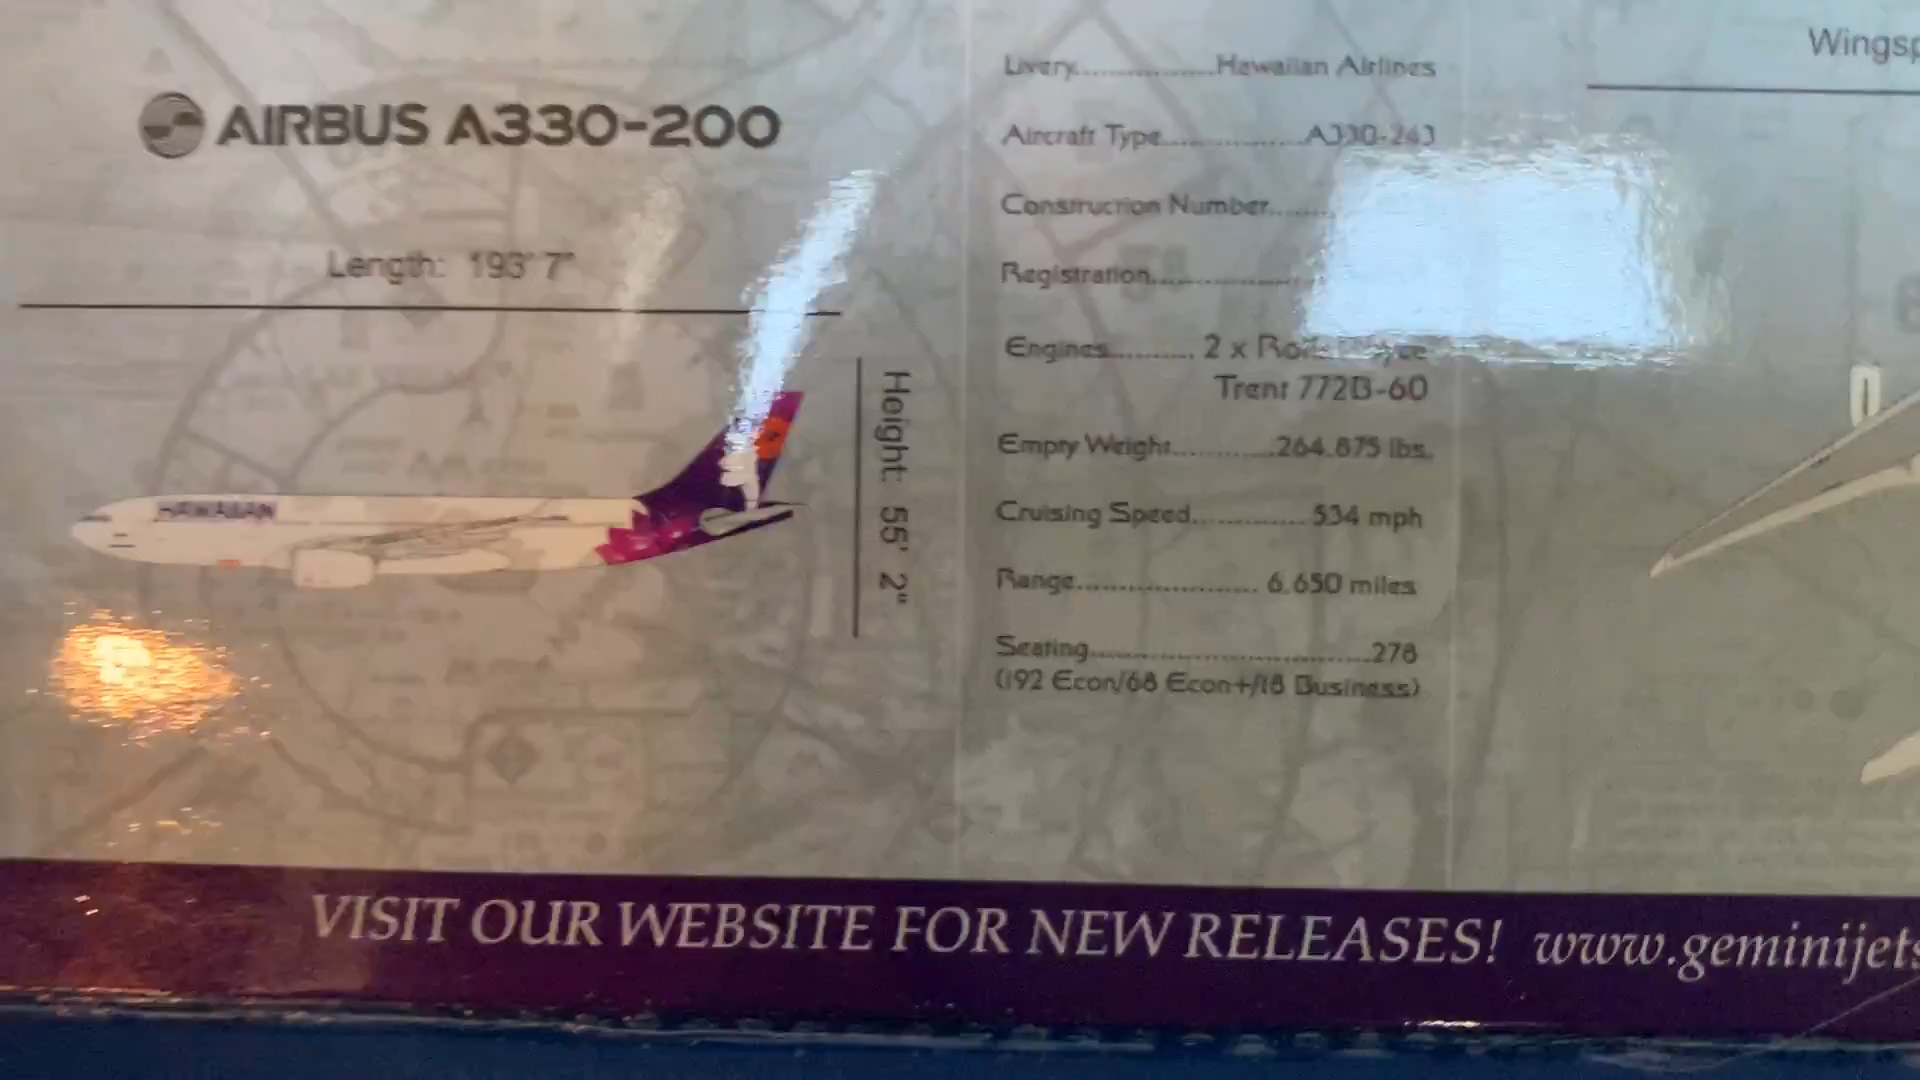 AIRBUS A330-200
Length: 193' 7"
HAWAIIAN
Height: 55' 2"
Livery..................Hawaiian Airlines
Aircraft Type................A330-243
Construction Number.......
Registration..................
Engines.......... 2 x Rolls Royce
Trent 772B-60
Empty Weight.............264.875 lbs.
Cruising Speed............. 534 mph
Range...................... 6.650 miles
Seating...................................278
(192 Econ/68 Econ+/18 Business)
VISIT OUR WEBSITE FOR NEW RELEASES! www.geminijets